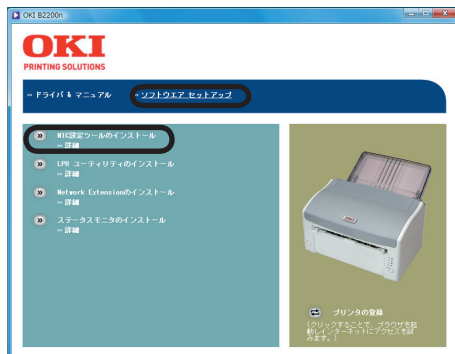 OKI B2200n
OKI
PRINTING SOLUTIONS
ドライバ & マニュアル
ソフトウエア セットアップ
NIC設定ツールのインストール
詳細
LPR ユーティリティのインストール
詳細
Network Extensionのインストール
詳細
ステータスモニタのインストール
詳細
プリンタの登録
(クリックすることで、ブラウザを起
動しインターネットにアクセスを試
みます。)